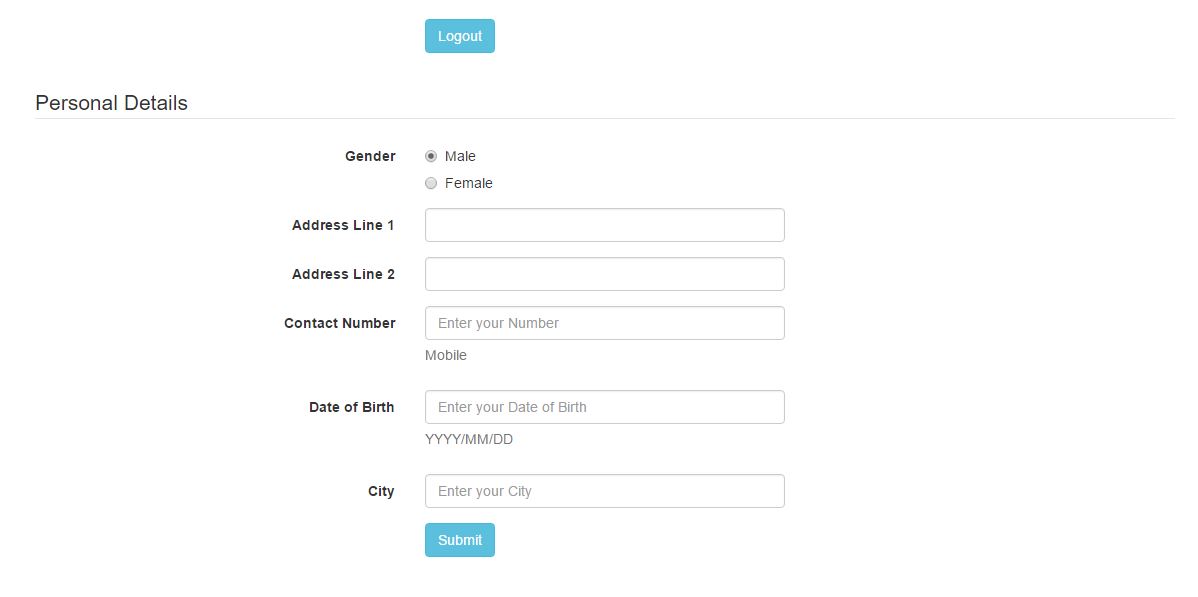 Logout
Personal Details
Gender Male
Female
Address Line 1
Address Line 2
Contact Number Enter your Number
Mobile
Date of Birth Enter your Date of Birth
YYYY/MM/DD
City Enter your City
Submit